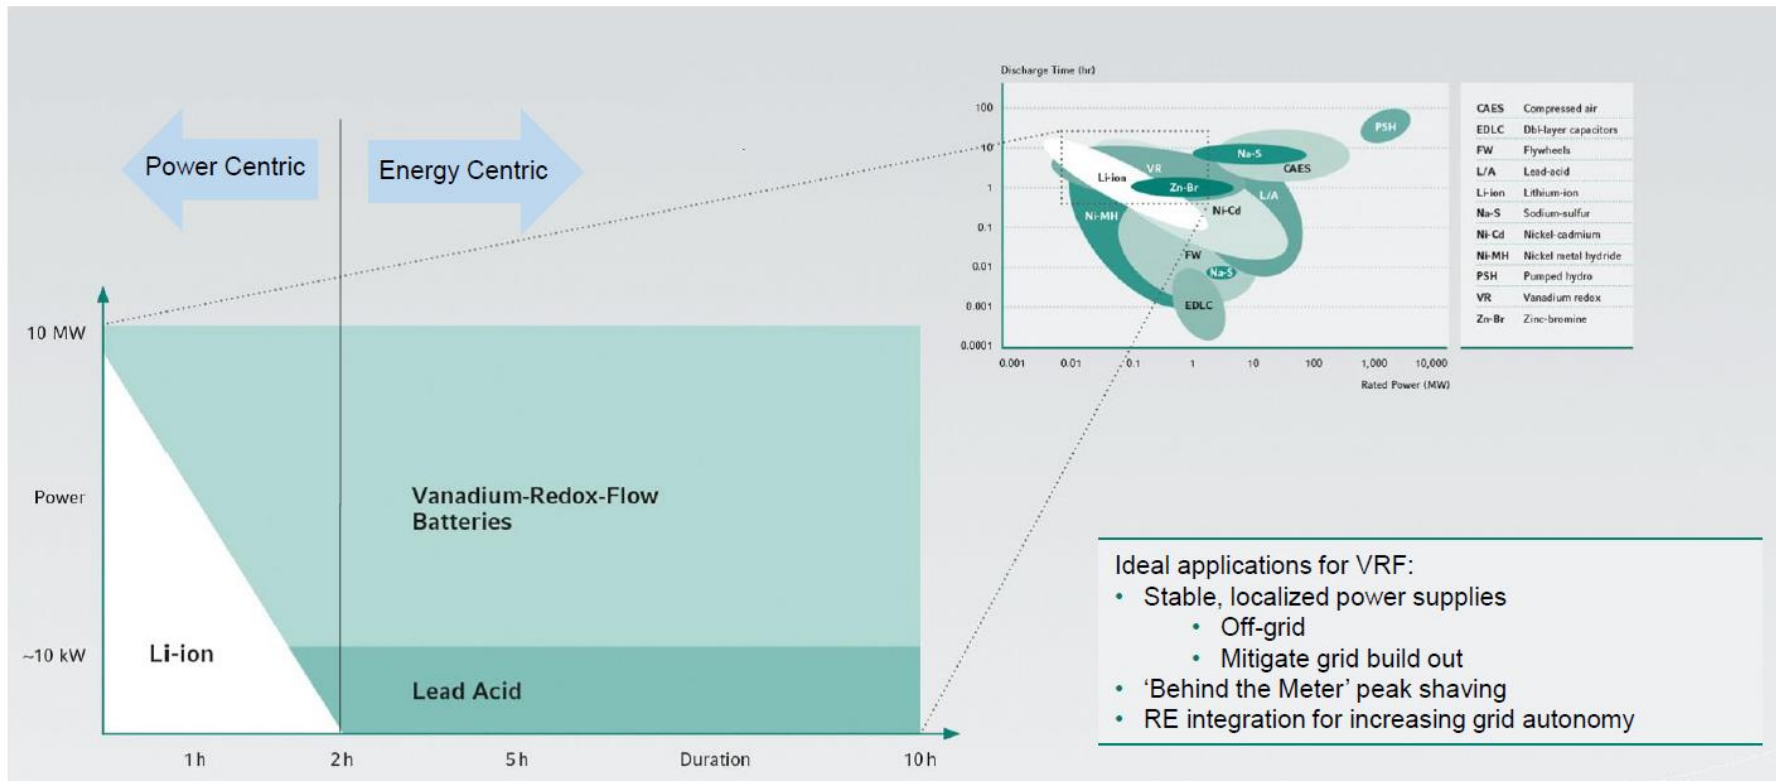 Power Centric
Energy Centric
10 MW
Power
~10 kW
Vanadium-Redox-Flow
Batteries
Li-ion
Lead Acid
1 h
2 h
5 h
Duration
10 h
Discharge Time (hr)
100
10
1
0.1
0.01
0.001
0.0001
0.001
0.01
0.1
1
10
100
1,000
10,000
Rated Power (MW)
PSH
Na-S
CAES
VR
Li-ion
Zn-Br
L/A
Ni-MH
Ni-Cd
FW
Na-S
EDLC
CAES Compressed air
EDLC Dbl-layer capacitors
FW Flywheels
L/A Lead-acid
Li-ion Lithium-ion
Na-S Sodium-sulfur
Ni-Cd Nickel-cadmium
Ni-MH Nickel metal hydride
PSH Pumped hydro
VR Vanadium redox
Zn-Br Zinc-bromine
Ideal applications for VRF:
• Stable, localized power supplies
• Off-grid
• Mitigate grid build out
• ‘Behind the Meter’ peak shaving
• RE integration for increasing grid autonomy